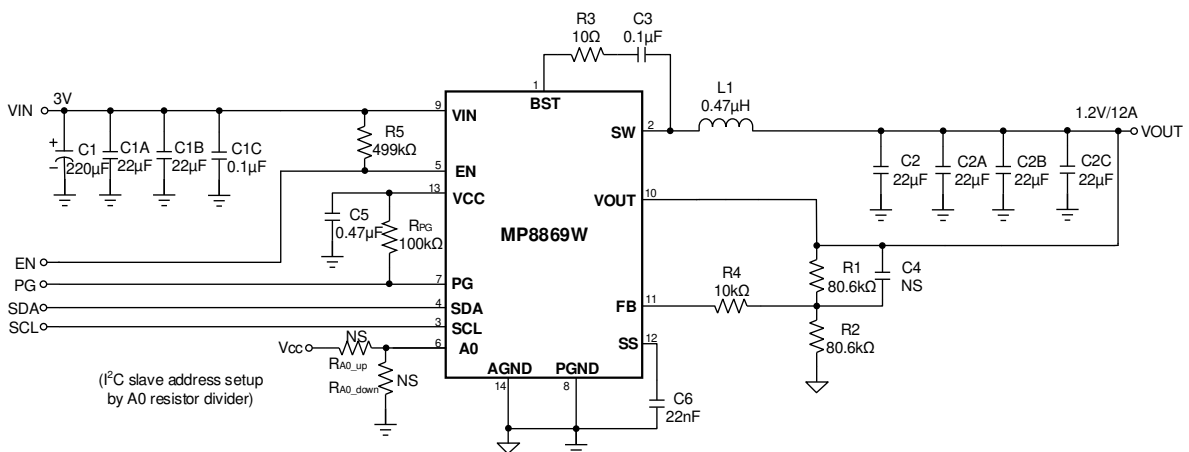 R3
10Ω
C3
0.1µF
1
BST
VIN
3V
9
VIN
C1
220µF
+
−
C1A
22µF
C1B
22µF
C1C
0.1µF
R5
499kΩ
5
EN
13
VCC
C5
0.47µF
RPG
100kΩ
MP8869W
SW
2
L1
0.47µH
1.2V/12A
VOUT
C2
22µF
C2A
22µF
C2B
22µF
C2C
22µF
VOUT
10
R1
80.6kΩ
C4
NS
R4
10kΩ
FB
11
R2
80.6kΩ
SS
12
C6
22nF
EN
PG
7
PG
SDA
4
SDA
SCL
3
SCL
Vcc
NS
6
A0
RA0_up
RA0_down
NS
(I²C slave address setup
by A0 resistor divider)
AGND
14
PGND
8